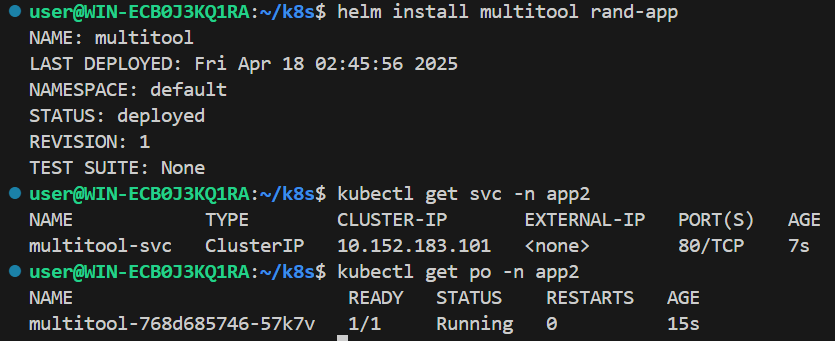 user@WIN-ECB0J3KQ1RA:~/k8s$ helm install multitool rand-app
NAME: multitool
LAST DEPLOYED: Fri Apr 18 02:45:56 2025
NAMESPACE: default
STATUS: deployed
REVISION: 1
TEST SUITE: None
user@WIN-ECB0J3KQ1RA:~/k8s$ kubectl get svc -n app2
NAME            TYPE        CLUSTER-IP       EXTERNAL-IP   PORT(S)   AGE
multitool-svc   ClusterIP   10.152.183.101   <none>        80/TCP    7s
user@WIN-ECB0J3KQ1RA:~/k8s$ kubectl get po -n app2
NAME                         READY   STATUS    RESTARTS   AGE
multitool-768d685746-57k7v   1/1     Running   0          15s